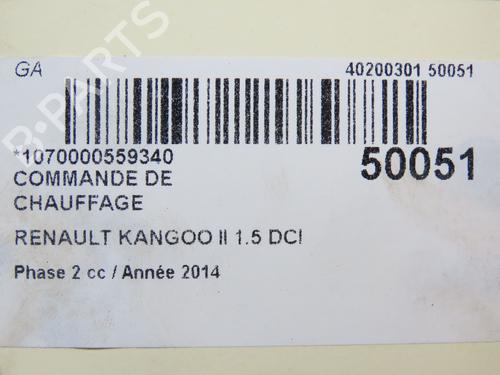 GA
40200301 50051
*1070000559340
50051
COMMANDE DE
CHAUFFAGE
RENAULT KANGOO II 1.5 DCI
Phase 2 cc / Année 2014
B-PARTS